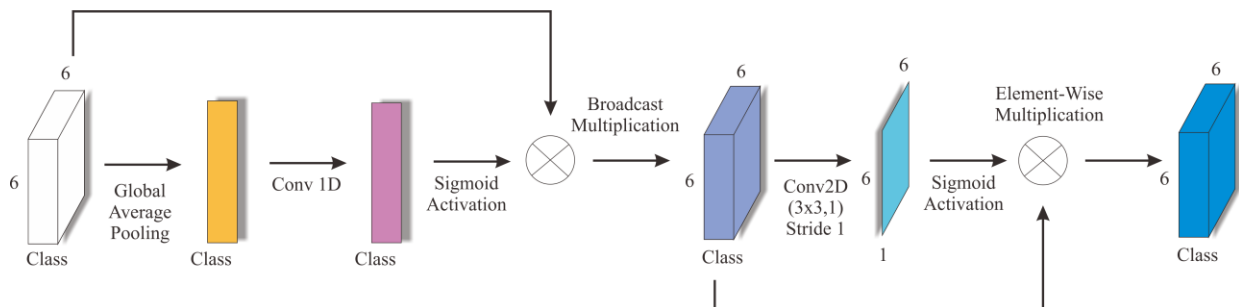 6
6
Class
Global
Average
Pooling
Class
Conv 1D
Class
Sigmoid
Activation
Broadcast
Multiplication
6
6
Class
Conv2D
(3x3,1)
Stride 1
6
6
1
Sigmoid
Activation
Element-Wise
Multiplication
6
6
Class